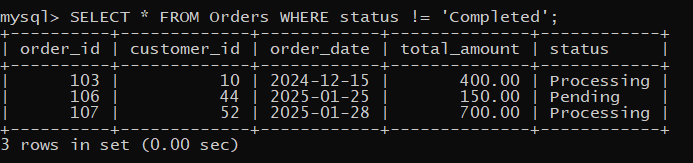 mysql> SELECT * FROM Orders WHERE status != 'Completed';
+----------+-------------+------------+--------------+------------+
| order_id | customer_id | order_date | total_amount | status     |
+----------+-------------+------------+--------------+------------+
|      103 |          10 | 2024-12-15 |       400.00 | Processing |
|      106 |          44 | 2025-01-25 |       150.00 | Pending    |
|      107 |          52 | 2025-01-28 |       700.00 | Processing |
+----------+-------------+------------+--------------+------------+
3 rows in set (0.00 sec)